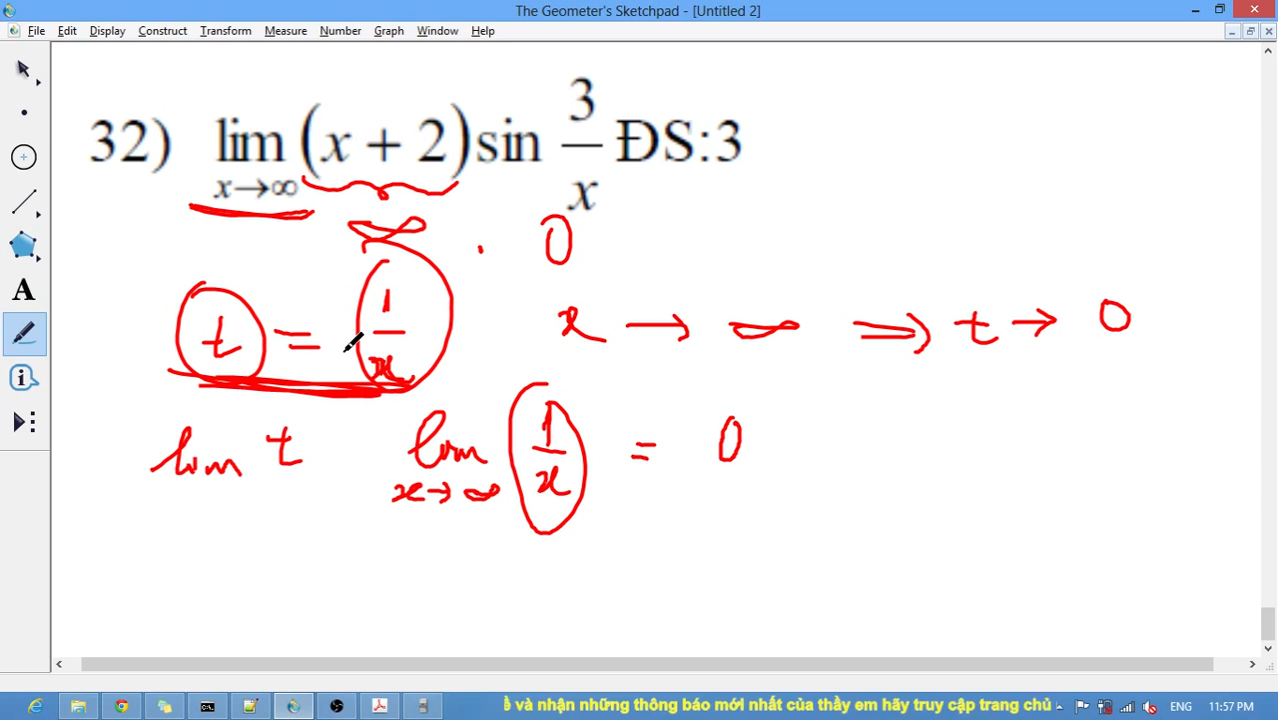 The Geometer's Sketchpad - [Untitled 2]
File Edit Display Construct Transform Measure Number Graph Window Help
32) lim x→∞ (x + 2) sin 3/x ĐS:3
∞ . 0
t = 1/x x → ∞ ⇒ t → 0
lim t lim x→∞ 1/x = 0
A
ề và nhận những thông báo mới nhất của thầy em hãy truy cập trang chủ ENG 11:57 PM